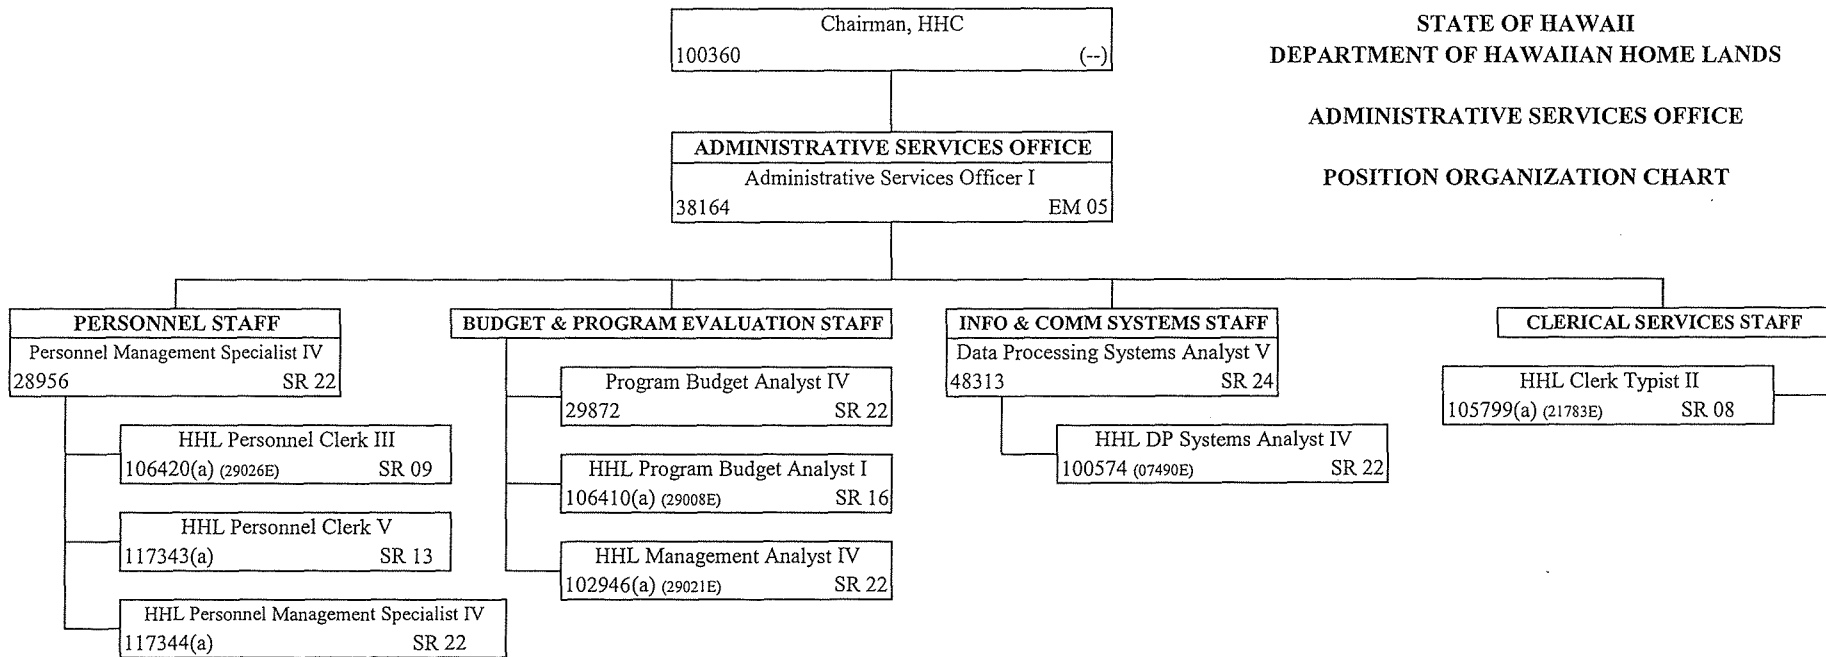 Chairman, HHC
100360 (--)
STATE OF HAWAII
DEPARTMENT OF HAWAIIAN HOME LANDS
ADMINISTRATIVE SERVICES OFFICE
POSITION ORGANIZATION CHART
ADMINISTRATIVE SERVICES OFFICE
Administrative Services Officer I
38164 EM 05
PERSONNEL STAFF
Personnel Management Specialist IV
28956 SR 22
HHL Personnel Clerk III
106420(a) (29026E) SR 09
HHL Personnel Clerk V
117343(a) SR 13
HHL Personnel Management Specialist IV
117344(a) SR 22
BUDGET & PROGRAM EVALUATION STAFF
Program Budget Analyst IV
29872 SR 22
HHL Program Budget Analyst I
106410(a) (29008E) SR 16
HHL Management Analyst IV
102946(a) (29021E) SR 22
INFO & COMM SYSTEMS STAFF
Data Processing Systems Analyst V
48313 SR 24
HHL DP Systems Analyst IV
100574 (07490E) SR 22
CLERICAL SERVICES STAFF
HHL Clerk Typist II
105799(a) (21783E) SR 08